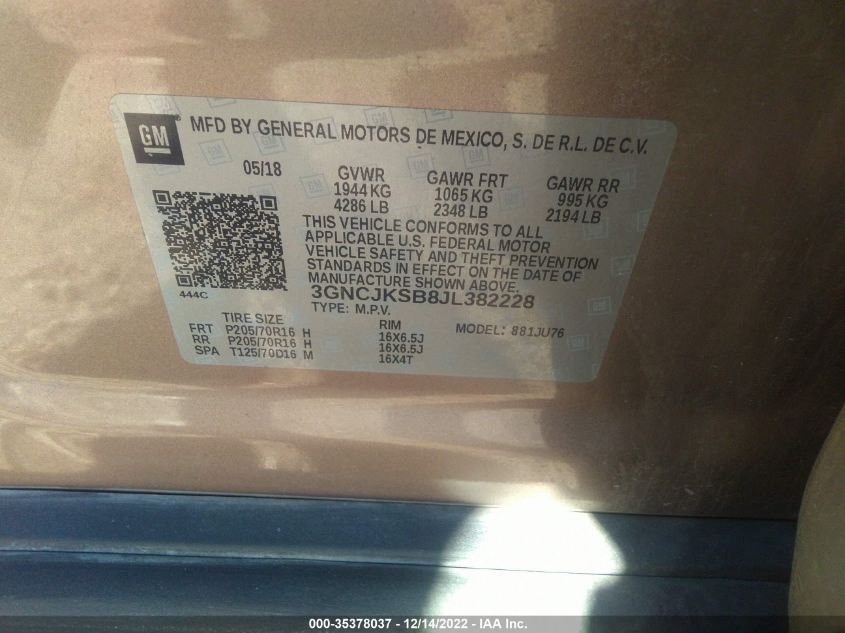 GM
MFD BY GENERAL MOTORS DE MEXICO, S. DE R.L. DE C.V.
05/18 GVWR GAWR FRT GAWR RR
1944 KG 1065 KG 995 KG
4286 LB 2348 LB 2194 LB
THIS VEHICLE CONFORMS TO ALL
APPLICABLE U.S. FEDERAL MOTOR
VEHICLE SAFETY AND THEFT PREVENTION
STANDARDS IN EFFECT ON THE DATE OF
MANUFACTURE SHOWN ABOVE.
444C 3GNCJKSB8JL382228
TYPE: M.P.V.
TIRE SIZE RIM MODEL: 881JU76
FRT P205/70R16 H 16X6.5J
RR P205/70R16 H 16X6.5J
SPA T125/70D16 M 16X4T
000-35378037 - 12/14/2022 - IAA Inc.